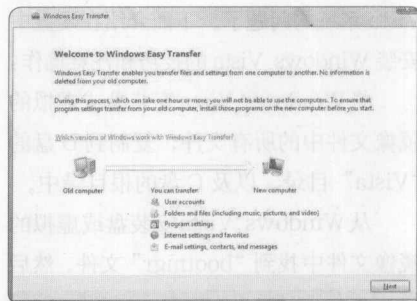 Windows Easy Transfer
Welcome to Windows Easy Transfer
Windows Easy Transfer enables you transfer files and settings from one computer to another. No information is
deleted from your old computer.
During this process, which can take one hour or more, you will not be able to use the computers. To ensure that
program settings transfer from your old computer, install those programs on the new computer before you start.
Which versions of Windows work with Windows Easy Transfer?
Old computer
You can transfer:
New computer
User accounts
Folders and files (including music, pictures, and video)
Program settings
Internet settings and favorites
E-mail settings, contacts, and messages
Next